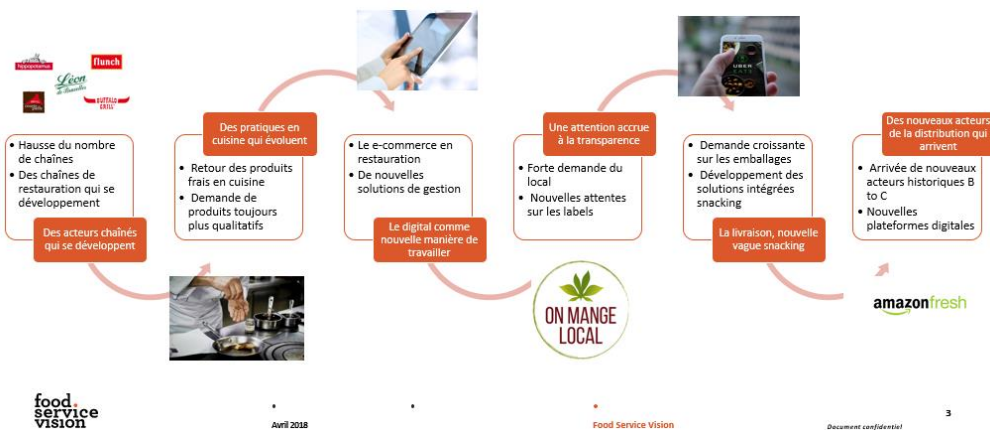 hippopotamus
flunch
Léon
de Bruxelles
BUFFALO
GRILL
• Hausse du nombre
de chaînes
• Des chaînes de
restauration qui se
développement
Des acteurs chaînés
qui se développent
Des pratiques en
cuisine qui évoluent
• Retour des produits
frais en cuisine
• Demande de
produits toujours
plus qualitatifs
• Le e-commerce en
restauration
• De nouvelles
solutions de gestion
Le digital comme
nouvelle manière de
travailler
Une attention accrue
à la transparence
• Forte demande du
local
• Nouvelles attentes
sur les labels
ON MANGE
LOCAL
UBER
EATS
• Demande croissante
sur les emballages
• Développement des
solutions intégrées
snacking
La livraison, nouvelle
vague snacking
Des nouveaux acteurs
de la distribution qui
arrivent
• Arrivée de nouveaux
acteurs historiques B
to C
• Nouvelles
plateformes digitales
amazonfresh
food.
service
vision
Avril 2018
Food Service Vision
Document confidentiel
3